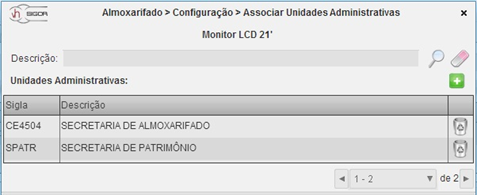 SIGOR Almoxarifado > Configuração > Associar Unidades Administrativas ×
Monitor LCD 21'
Descrição:
Unidades Administrativas:
Sigla Descrição
CE4504 SECRETARIA DE ALMOXARIFADO
SPATR SECRETARIA DE PATRIMÔNIO
1 - 2 de 2